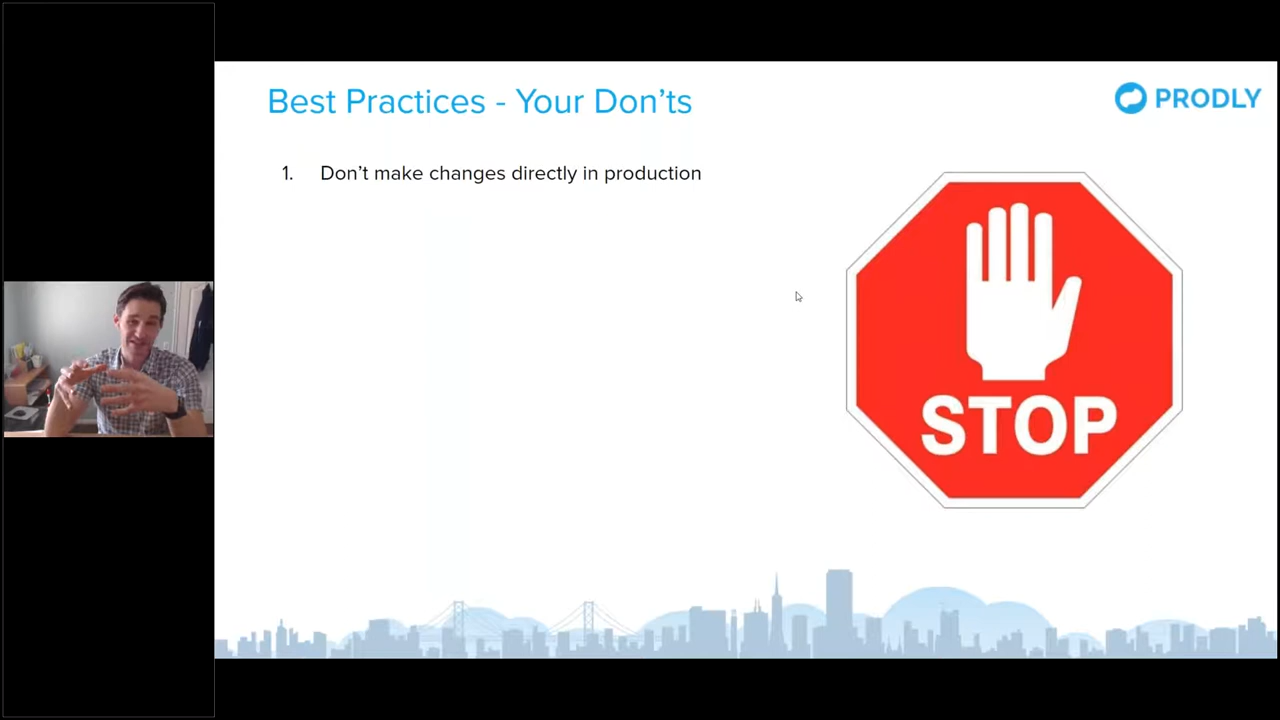 Best Practices - Your Don'ts
PRODLY
1. Don't make changes directly in production
STOP